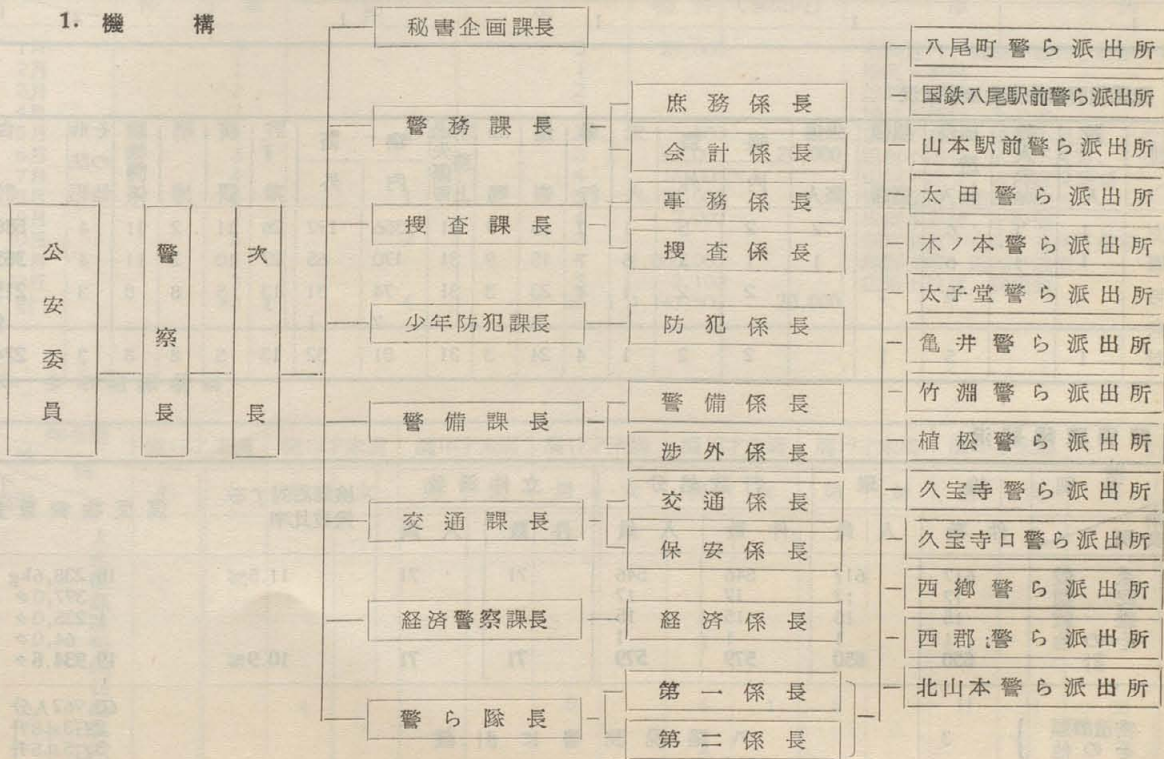 1. 機構
公安委員
警察長
次長
秘書企画課長
警務課長
捜査課長
少年防犯課長
警備課長
交通課長
経済警察課長
警ら隊長
庶務係長
会計係長
事務係長
捜査係長
防犯係長
警備係長
渉外係長
交通係長
保安係長
経済係長
第一係長
第二係長
八尾町警ら派出所
国鉄八尾駅前警ら派出所
山本駅前警ら派出所
太田警ら派出所
木ノ本警ら派出所
太子堂警ら派出所
亀井警ら派出所
竹淵警ら派出所
植松警ら派出所
久宝寺警ら派出所
久宝寺口警ら派出所
西郷警ら派出所
西郡警ら派出所
北山本警ら派出所